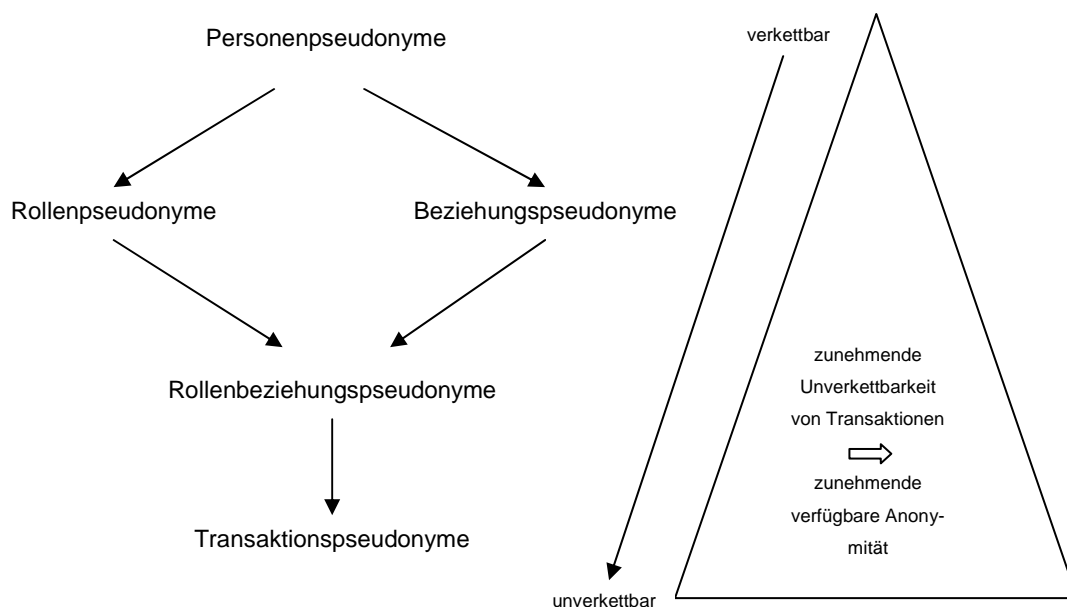 Personenpseudonyme
verkettbar
Rollenpseudonyme
Beziehungspseudonyme
Rollenbeziehungspseudonyme
Transaktionspseudonyme
zunehmende
Unverkettbarkeit
von Transaktionen
zunehmende
verfügbare Anony-
mität
unverkettbar